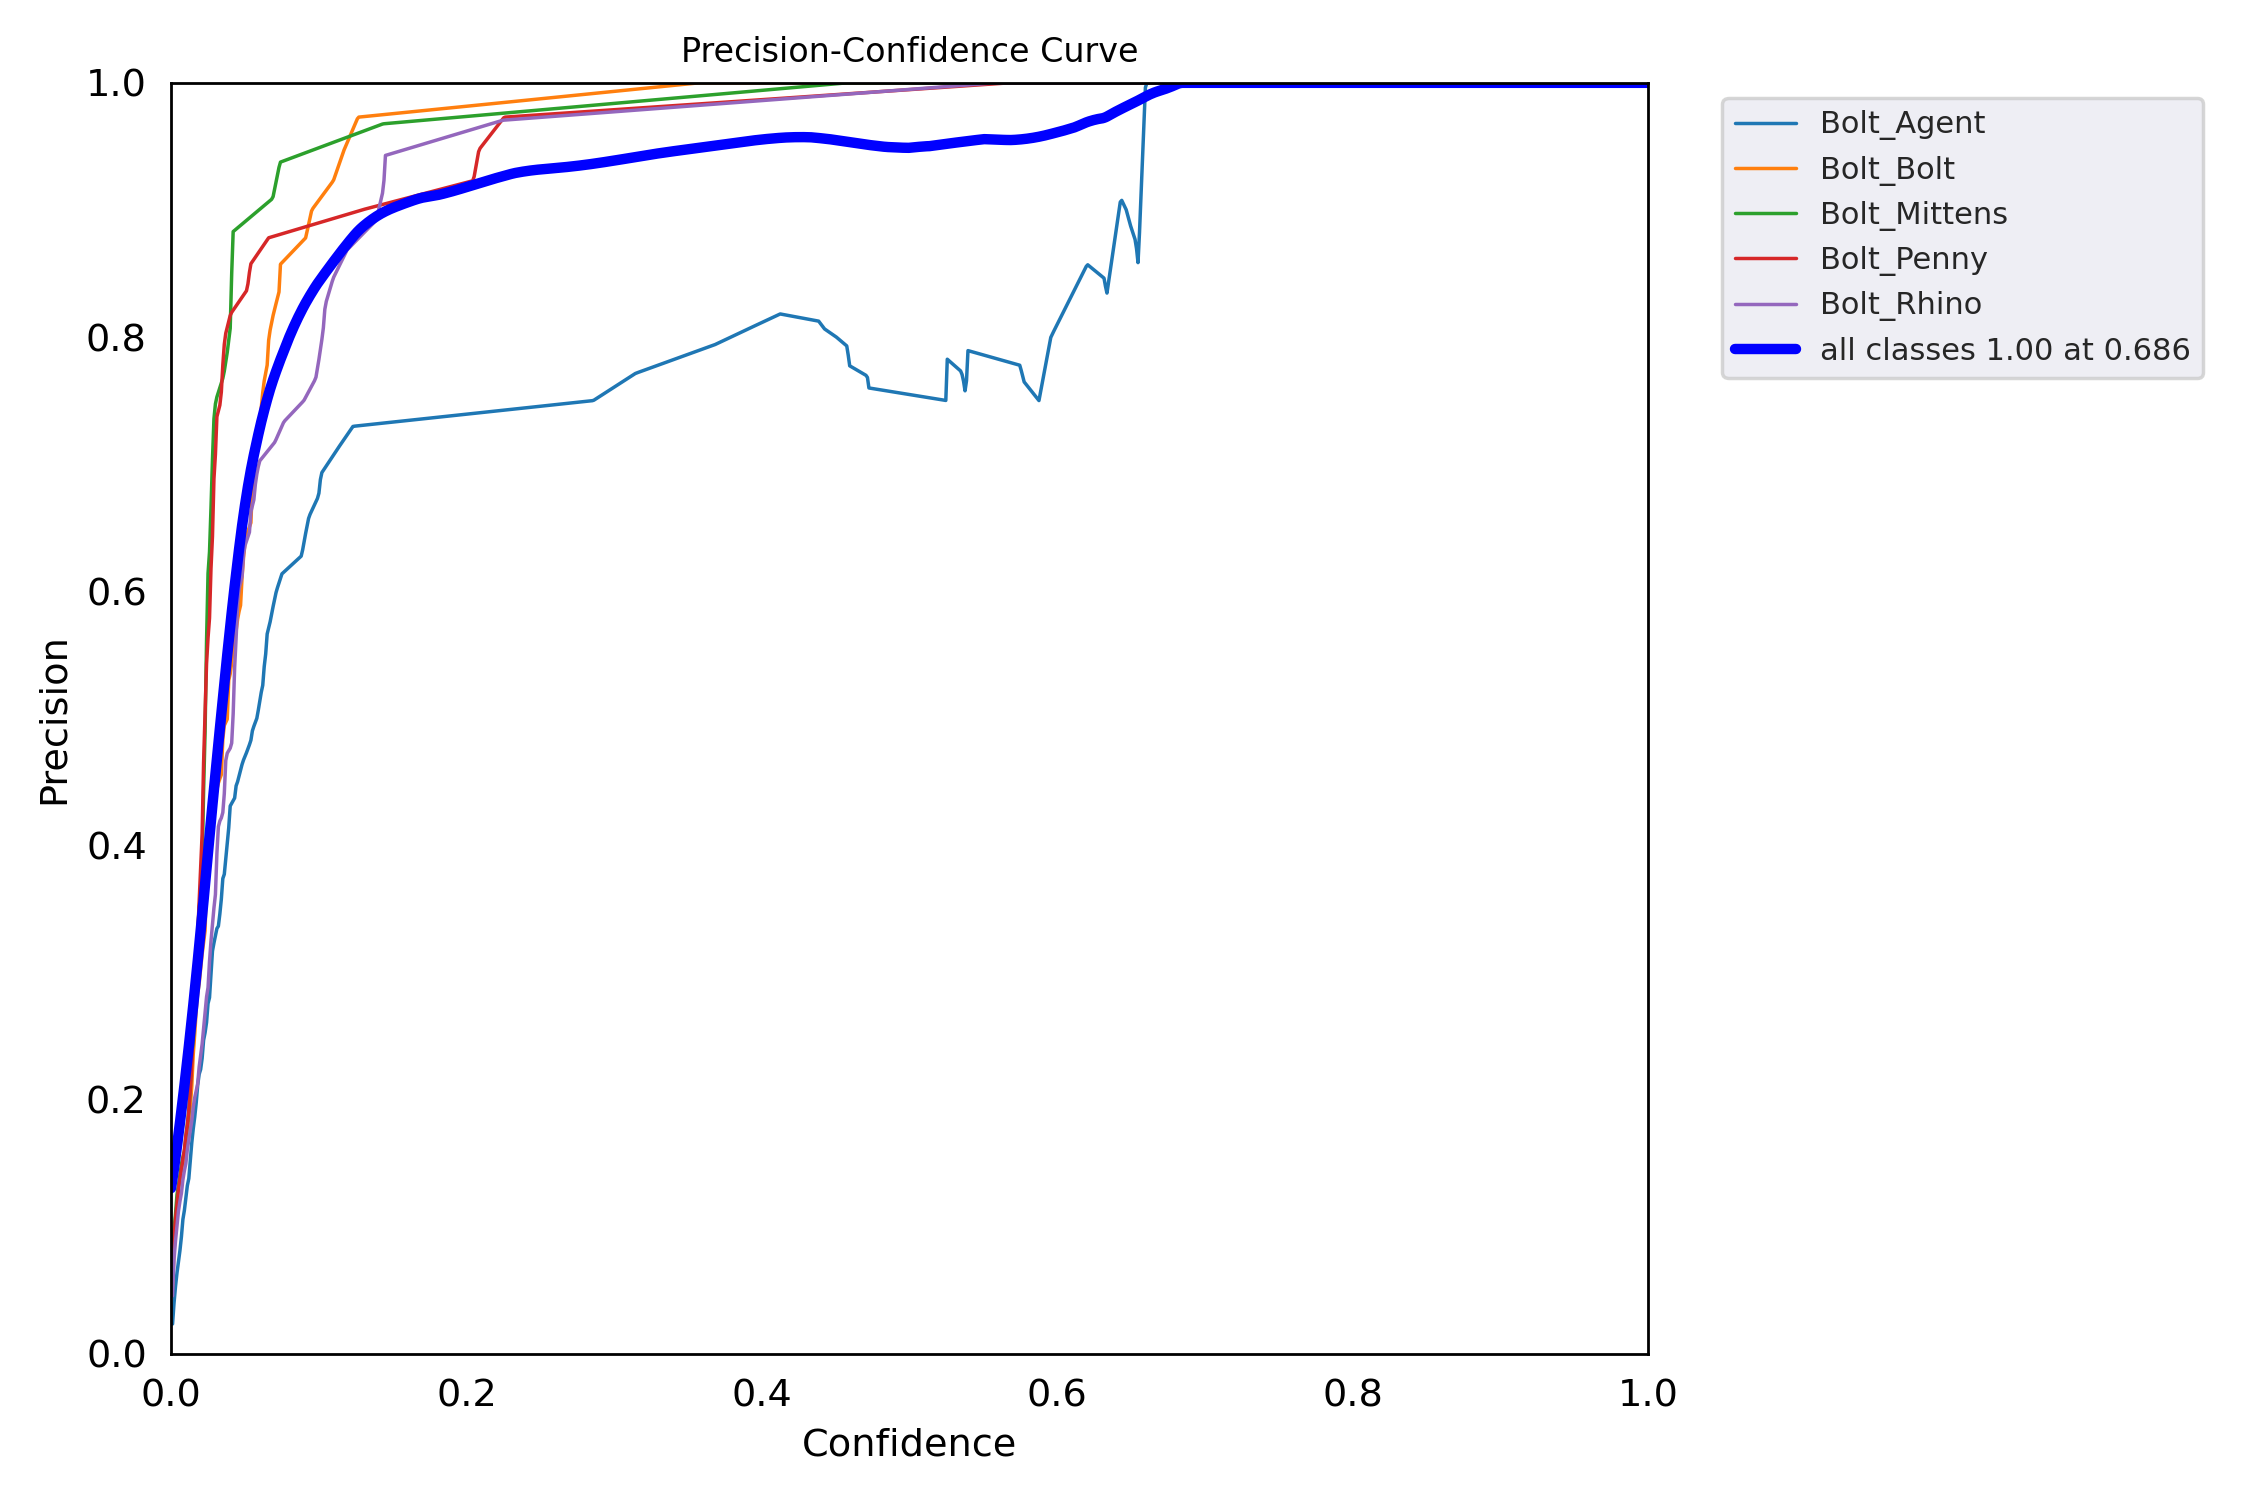 Precision-Confidence Curve
1.0
0.8
0.6
0.4
0.2
0.0
Precision
0.0 0.2 0.4 0.6 0.8 1.0
Confidence
Bolt_Agent
Bolt_Bolt
Bolt_Mittens
Bolt_Penny
Bolt_Rhino
all classes 1.00 at 0.686